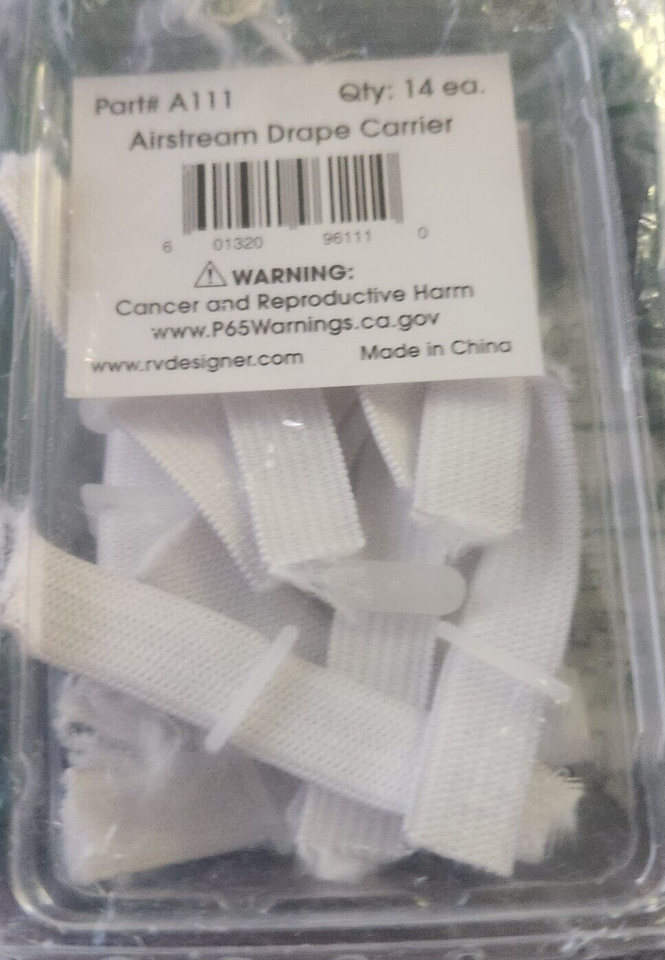 Part# A111 Qty: 14 ea.
Airstream Drape Carrier
6 01320 96111 0
⚠ WARNING:
Cancer and Reproductive Harm
www.P65Warnings.ca.gov
www.rvdesigner.com Made in China